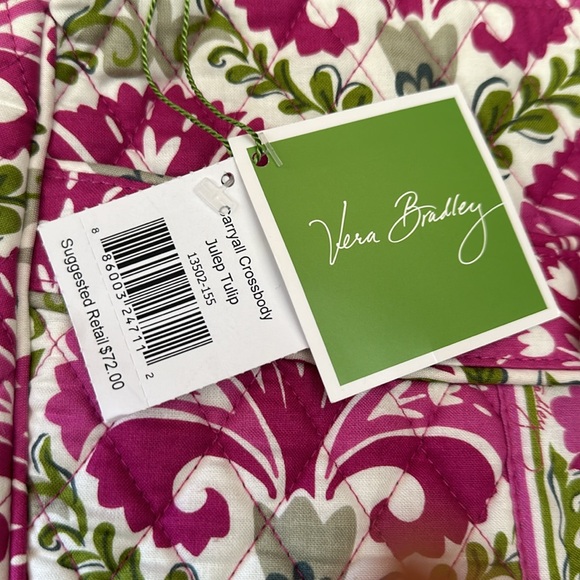 Carryall Crossbody
Julep Tulip
13502-155
8 86003 24711 2
Suggested Retail $72.00
Vera Bradley